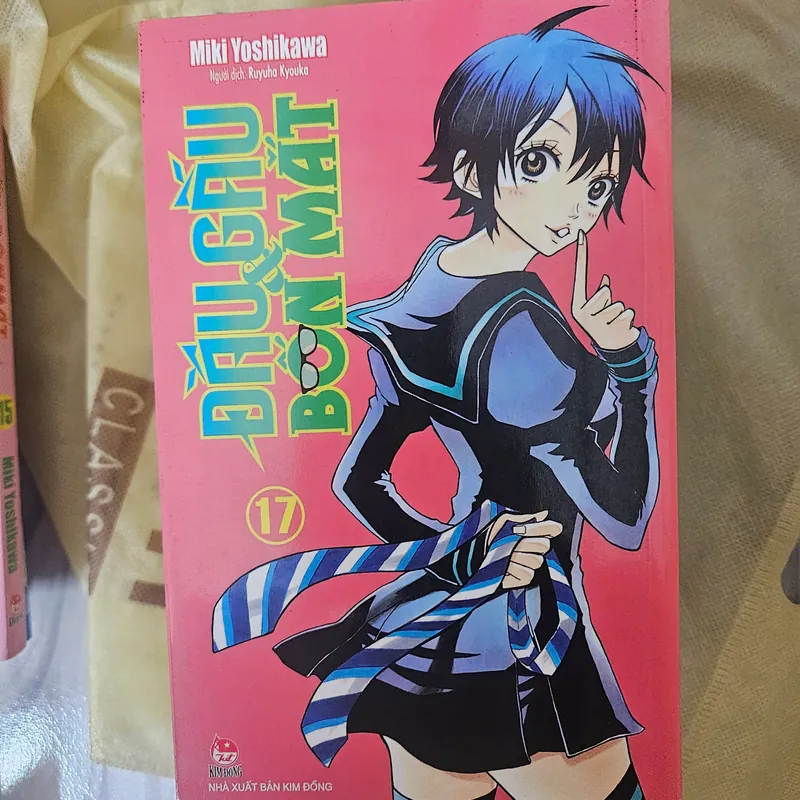 Miki Yoshikawa
Người dịch: Ruyuha Kyouka
ĐẦU GẤU
&
BỐN MẮT
17
KIM ĐỒNG
NHÀ XUẤT BẢN KIM ĐỒNG
CLASS
15
Miki Yoshikawa